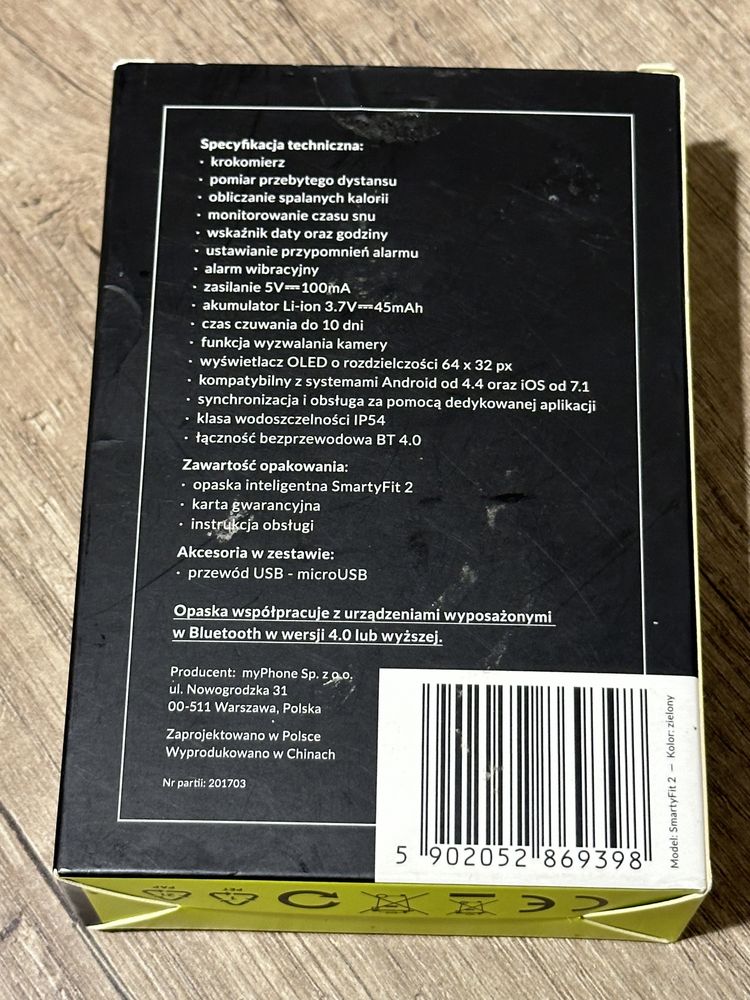 Specyfikacja techniczna:
· krokomierz
· pomiar przebytego dystansu
· obliczanie spalanych kalorii
· monitorowanie czasu snu
· wskaźnik daty oraz godziny
· ustawianie przypomnień alarmu
· alarm wibracyjny
· zasilanie 5V⎓100mA
· akumulator Li-ion 3.7V⎓45mAh
· czas czuwania do 10 dni
· funkcja wyzwalania kamery
· wyświetlacz OLED o rozdzielczości 64 x 32 px
· kompatybilny z systemami Android od 4.4 oraz iOS od 7.1
· synchronizacja i obsługa za pomocą dedykowanej aplikacji
· klasa wodoszczelności IP54
· łączność bezprzewodowa BT 4.0
Zawartość opakowania:
· opaska inteligentna SmartyFit 2
· karta gwarancyjna
· instrukcja obsługi
Akcesoria w zestawie:
· przewód USB - microUSB
Opaska współpracuje z urządzeniami wyposażonymi
w Bluetooth w wersji 4.0 lub wyższej.
Producent: myPhone Sp. z o.o.
ul. Nowogrodzka 31
00-511 Warszawa, Polska
Zaprojektowano w Polsce
Wyprodukowano w Chinach
Nr partii: 201703
5 902052 869398
Model: SmartyFit 2 — Kolor: zielony
21
PAP
1
PET
CE